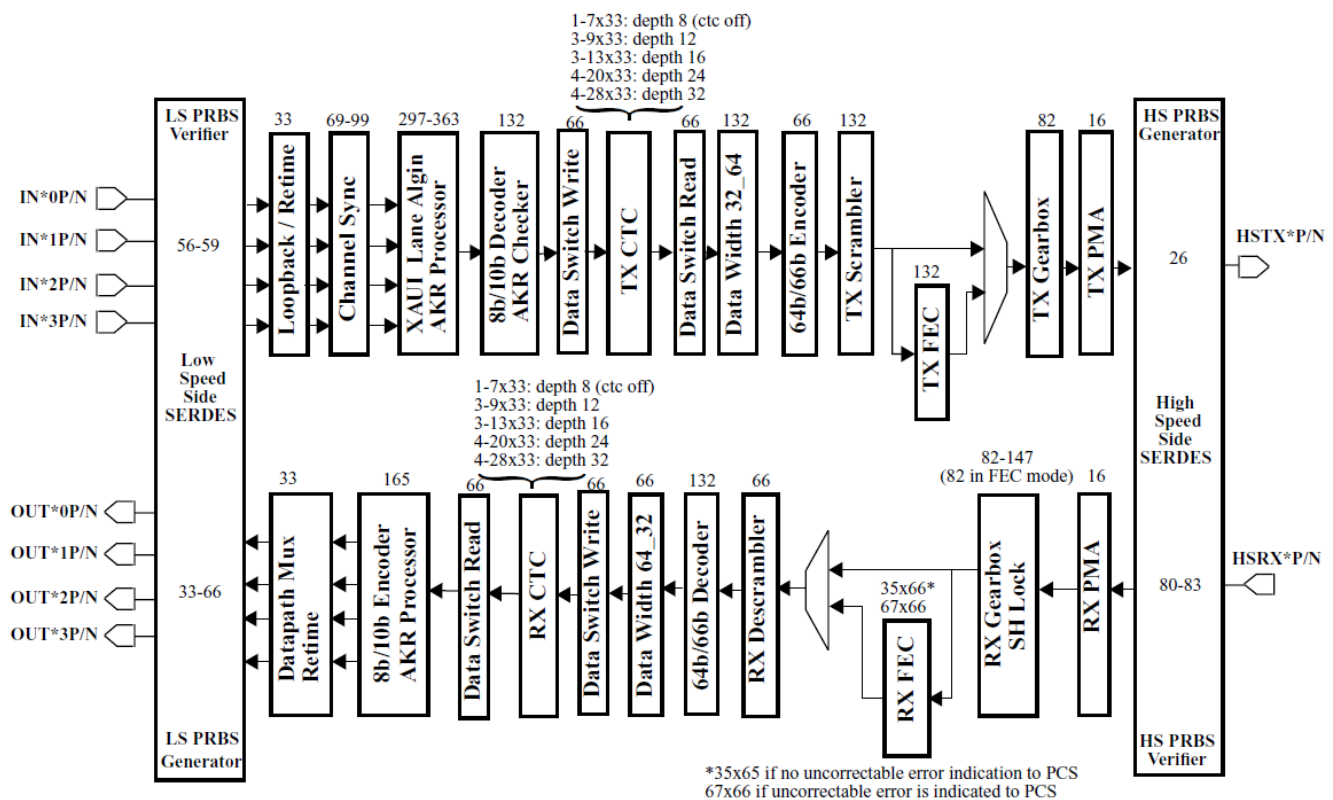 1-7x33: depth 8 (ctc off)
3-9x33: depth 12
3-13x33: depth 16
4-20x33: depth 24
4-28x33: depth 32
LS PRBS
Verifier
33
69-99
297-363
132
66
66
132
66
132
82
16
HS PRBS
Generator
IN*0P/N
IN*1P/N
IN*2P/N
IN*3P/N
56-59
Loopback / Retime
Channel Sync
XAUI Lane Algin
AKR Processor
8b/10b Decoder
AKR Checker
Data Switch Write
TX CTC
Data Switch Read
Data Width 32_64
64b/66b Encoder
TX Scrambler
132
TX FEC
TX Gearbox
TX PMA
26
HSTX*P/N
Low
Speed
Side
SERDES
High
Speed
Side
SERDES
1-7x33: depth 8 (ctc off)
3-9x33: depth 12
3-13x33: depth 16
4-20x33: depth 24
4-28x33: depth 32
33
165
66
66
66
132
66
82-147
(82 in FEC mode)
16
OUT*0P/N
OUT*1P/N
OUT*2P/N
OUT*3P/N
33-66
Datapath Mux
Retime
8b/10b Encoder
AKR Processor
Data Switch Read
RX CTC
Data Switch Write
Data Width 64_32
64b/66b Decoder
RX Descrambler
35x66*
67x66
RX FEC
RX Gearbox
SH Lock
RX PMA
80-83
HSRX*P/N
LS PRBS
Generator
HS PRBS
Verifier
*35x65 if no uncorrectable error indication to PCS
67x66 if uncorrectable error is indicated to PCS